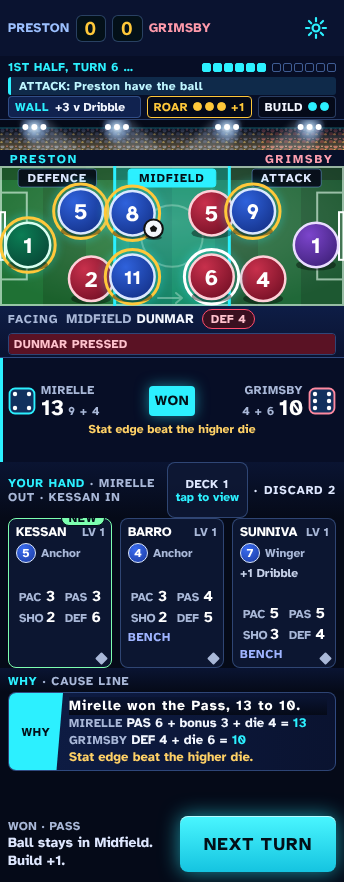 PRESTON 0 0 GRIMSBY
1ST HALF, TURN 6 ...
ATTACK: Preston have the ball
WALL +3 v Dribble ROAR +1 BUILD
PRESTON GRIMSBY
DEFENCE MIDFIELD ATTACK
5 8 5 9
1 1
2 11 6 4
FACING MIDFIELD DUNMAR DEF 4
DUNMAR PRESSED
MIRELLE WON GRIMSBY
13 9 + 4 4 + 6 10
Stat edge beat the higher die
YOUR HAND · MIRELLE OUT · KESSAN IN
DECK 1
tap to view
· DISCARD 2
NEW
KESSAN LV 1
5 Anchor
PAC 3 PAS 3
SHO 2 DEF 6
BARRO LV 1
4 Anchor
PAC 3 PAS 4
SHO 2 DEF 5
BENCH
SUNNIVA LV 1
7 Winger
+1 Dribble
PAC 5 PAS 5
SHO 3 DEF 4
BENCH
WHY · CAUSE LINE
WHY
Mirelle won the Pass, 13 to 10.
MIRELLE PAS 6 + bonus 3 + die 4 = 13
GRIMSBY DEF 4 + die 6 = 10
Stat edge beat the higher die.
WON · PASS
Ball stays in Midfield.
Build +1.
NEXT TURN